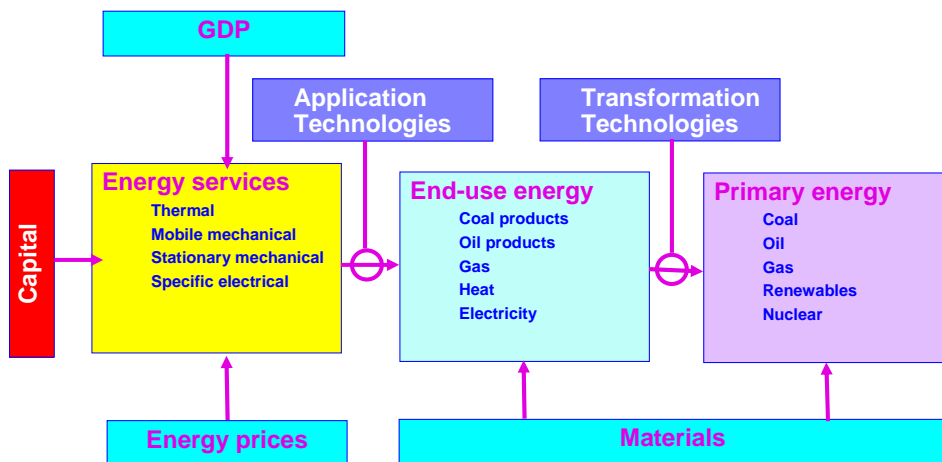 GDP
Application
Technologies
Transformation
Technologies
Capital
Energy services
Thermal
Mobile mechanical
Stationary mechanical
Specific electrical
End-use energy
Coal products
Oil products
Gas
Heat
Electricity
Primary energy
Coal
Oil
Gas
Renewables
Nuclear
Energy prices
Materials